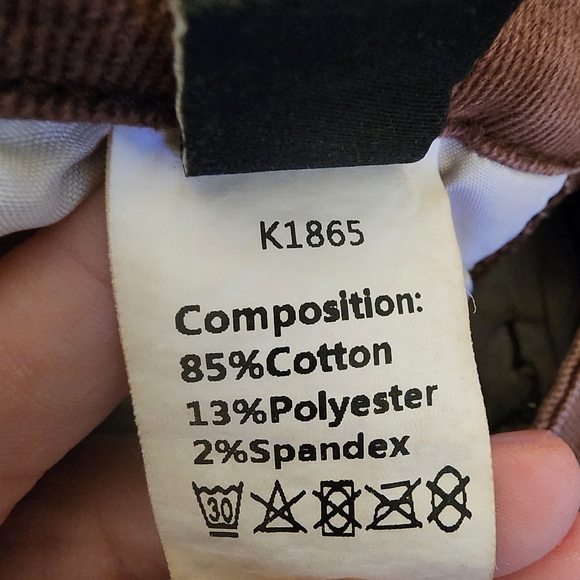 K1865
Composition:
85%Cotton
13%Polyester
2%Spandex
30